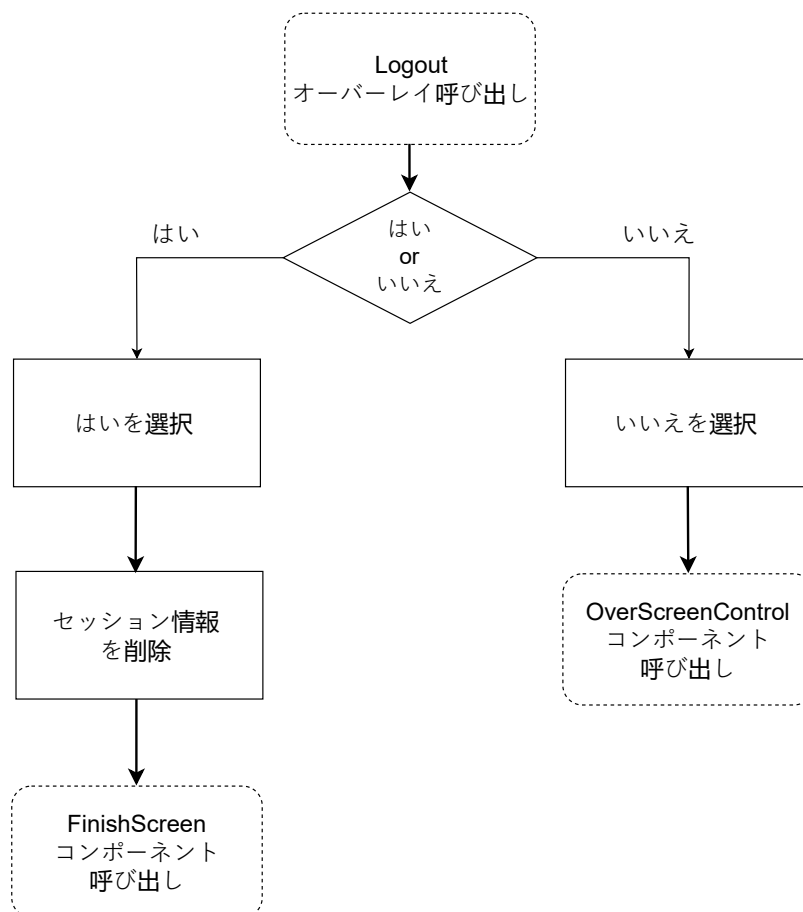 Logout
オーバーレイ呼び出し
はい
いいえ
はい
or
いいえ
はいを選択
いいえを選択
セッション情報
を削除
OverScreenControl
コンポーネント
呼び出し
FinishScreen
コンポーネント
呼び出し